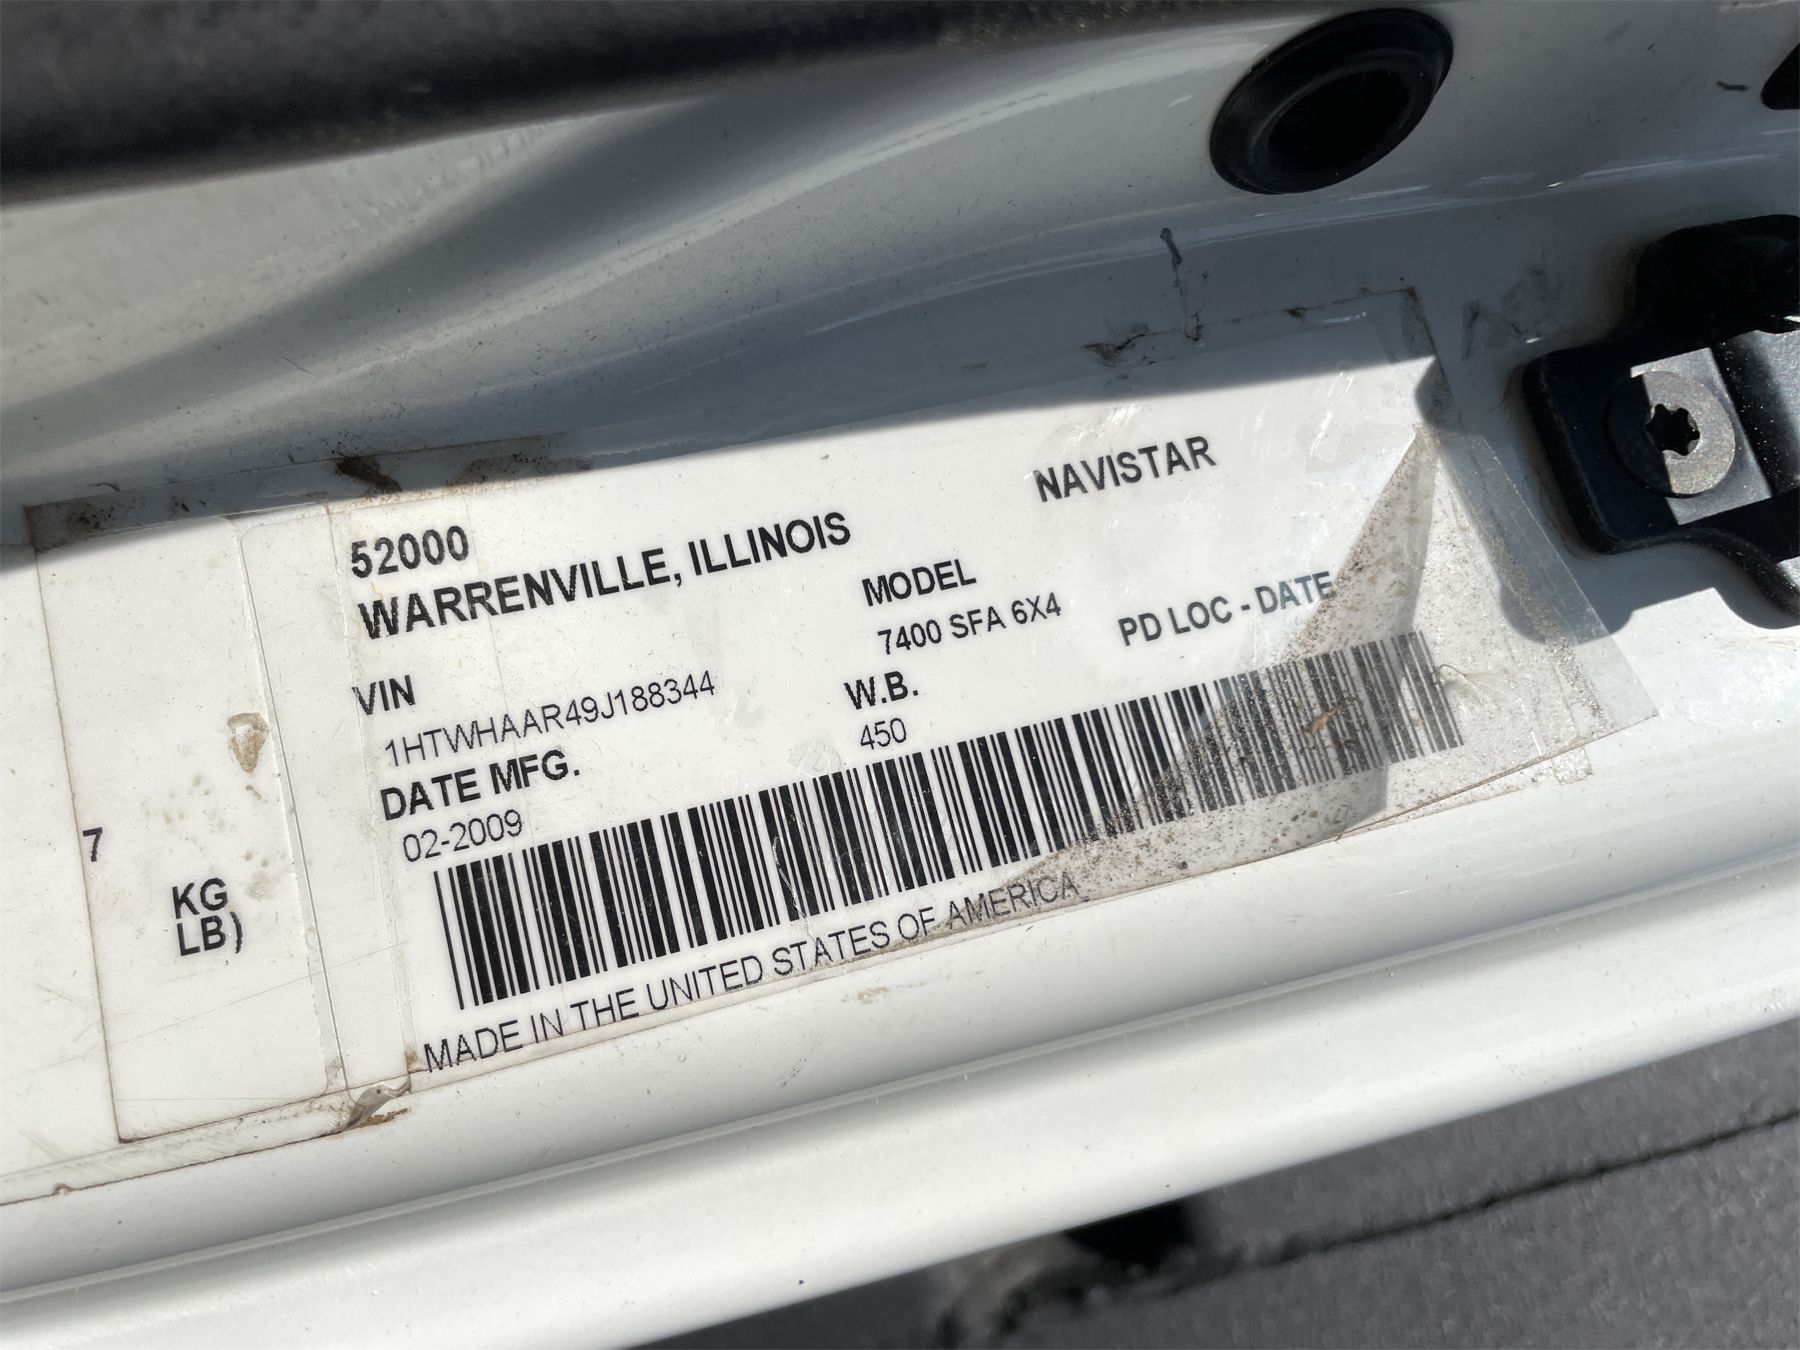 52000
WARRENVILLE, ILLINOIS
NAVISTAR
VIN
1HTWHAAR49J188344
MODEL
7400 SFA 6X4
PD LOC - DATE
DATE MFG.
02-2009
W.B.
450
MADE IN THE UNITED STATES OF AMERICA
7
KG
LB)